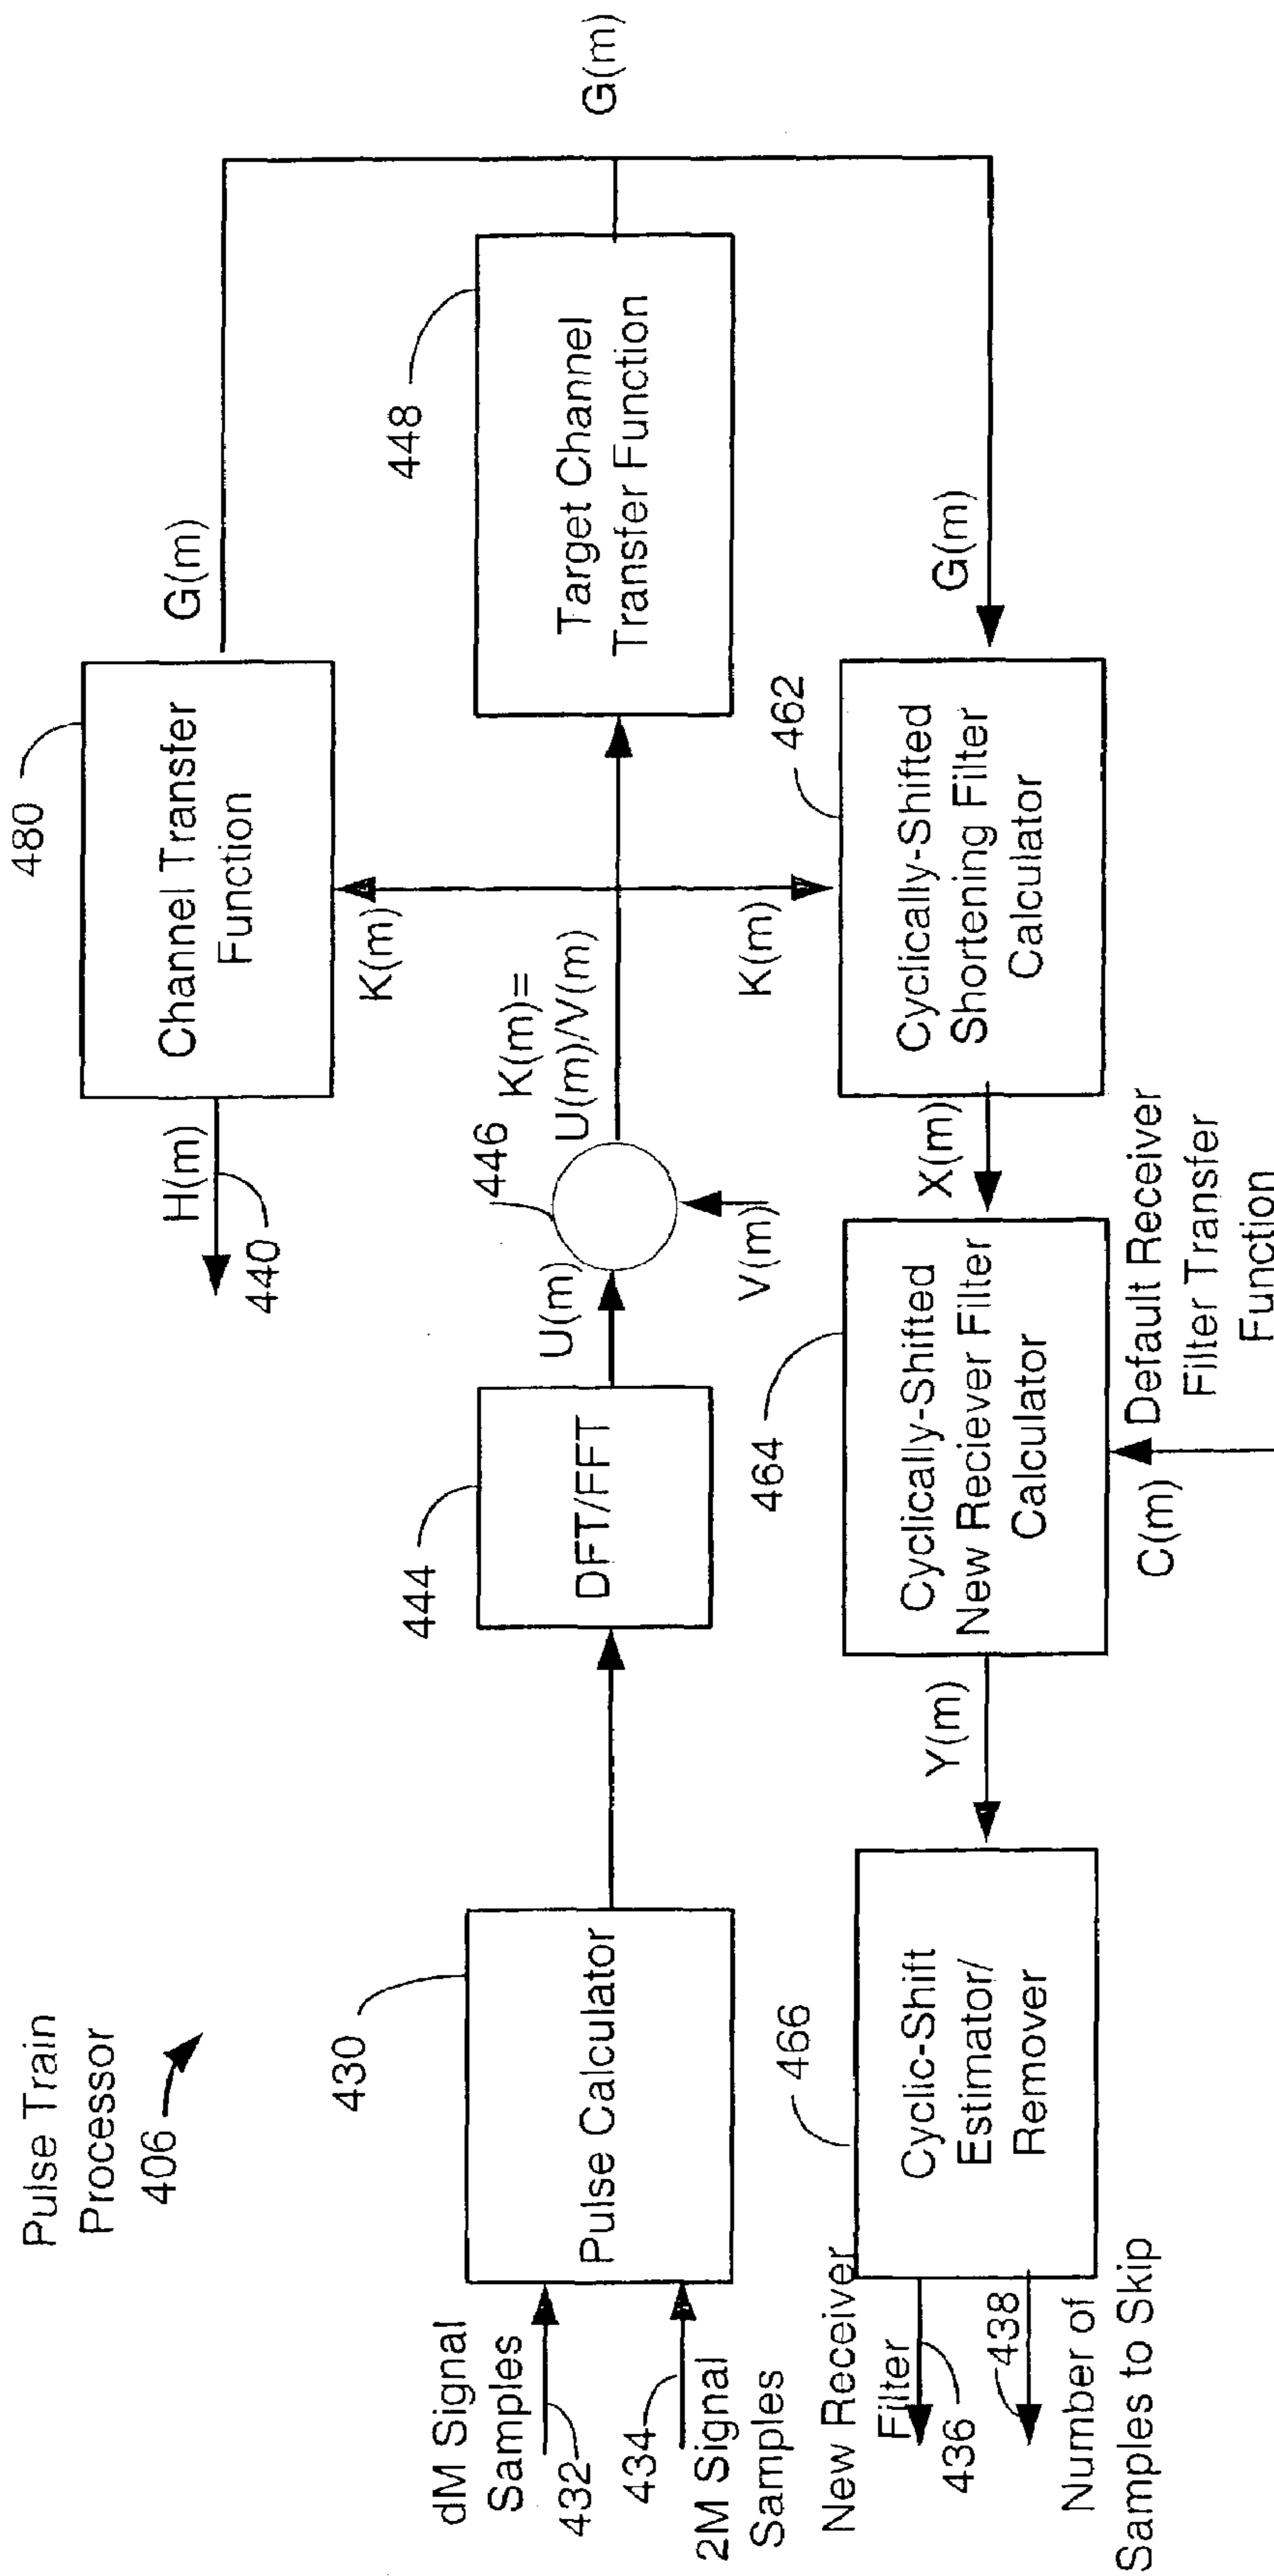 Pulse Train
Processor
406
dM Signal
Samples
432
434
2M Signal
Samples
430
Pulse Calculator
444
DFT/FFT
U(m)
446
V(m)
K(m)=
U(m)/V(m)
K(m)
K(m)
480
Channel Transfer
Function
H(m)
440
G(m)
448
Target Channel
Transfer Function
G(m)
G(m)
462
Cyclically-Shifted
Shortening Filter
Calculator
X(m)
464
Cyclically-Shifted
New Reciever Filter
Calculator
Default Receiver
Filter Transfer
Function
C(m)
Y(m)
466
Cyclic-Shift
Estimator/
Remover
New Receiver
Filter
436
438
Number of
Samples to Skip